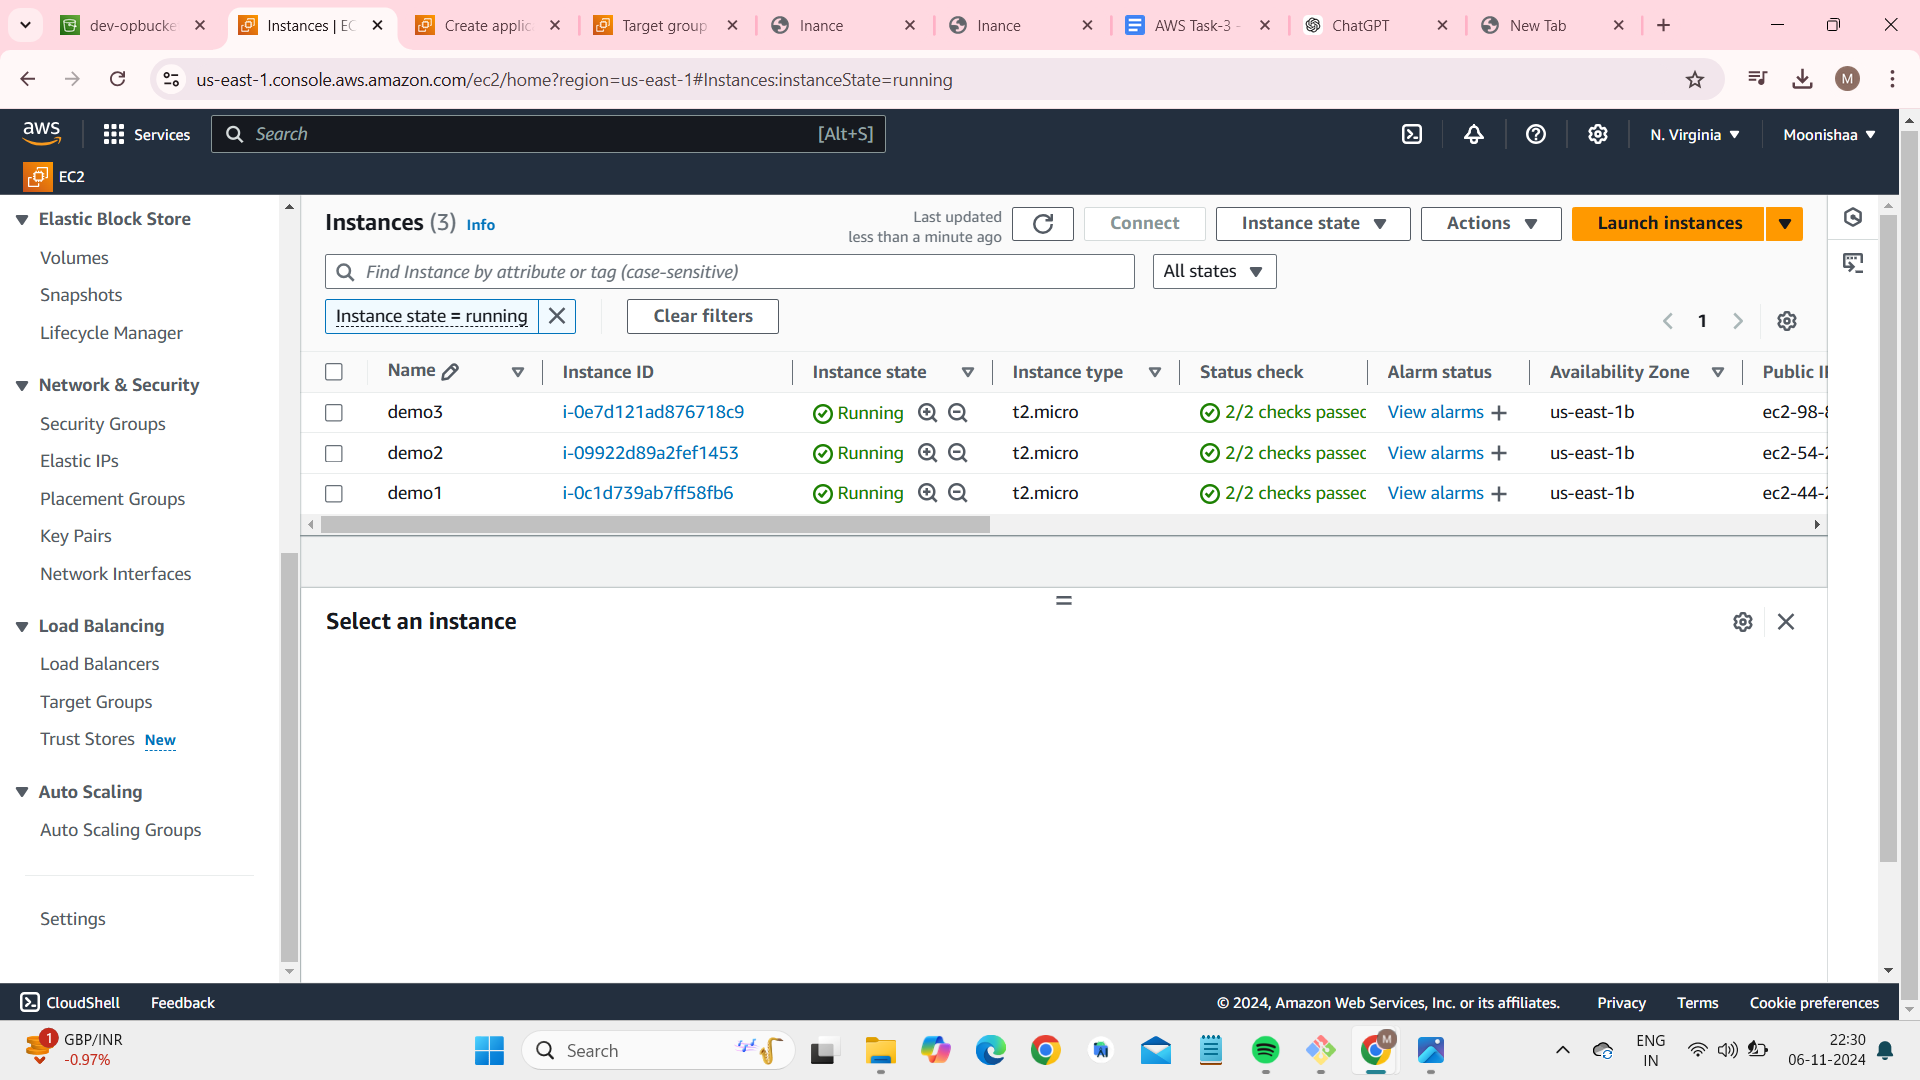 dev-opbucke
Instances | EC
Create applic
Target group
Inance
Inance
AWS Task-3 -
ChatGPT
New Tab
us-east-1.console.aws.amazon.com/ec2/home?region=us-east-1#Instances:instanceState=running
M
aws
Services
Search
[Alt+S]
N. Virginia
Moonishaa
EC2
Elastic Block Store
Volumes
Snapshots
Lifecycle Manager
Network & Security
Security Groups
Elastic IPs
Placement Groups
Key Pairs
Network Interfaces
Load Balancing
Load Balancers
Target Groups
Trust Stores New
Auto Scaling
Auto Scaling Groups
Settings
Instances (3) Info
Last updated
less than a minute ago
Connect
Instance state
Actions
Launch instances
Find Instance by attribute or tag (case-sensitive)
All states
Instance state = running
Clear filters
1
Name Instance ID Instance state Instance type Status check Alarm status Availability Zone Public I
demo3 i-0e7d121ad876718c9 Running t2.micro 2/2 checks passec View alarms + us-east-1b ec2-98-8
demo2 i-09922d89a2fef1453 Running t2.micro 2/2 checks passec View alarms + us-east-1b ec2-54-2
demo1 i-0c1d739ab7ff58fb6 Running t2.micro 2/2 checks passec View alarms + us-east-1b ec2-44-2
Select an instance
CloudShell
Feedback
© 2024, Amazon Web Services, Inc. or its affiliates.
Privacy
Terms
Cookie preferences
1
GBP/INR
-0.97%
Search
M
ENG
IN
22:30
06-11-2024